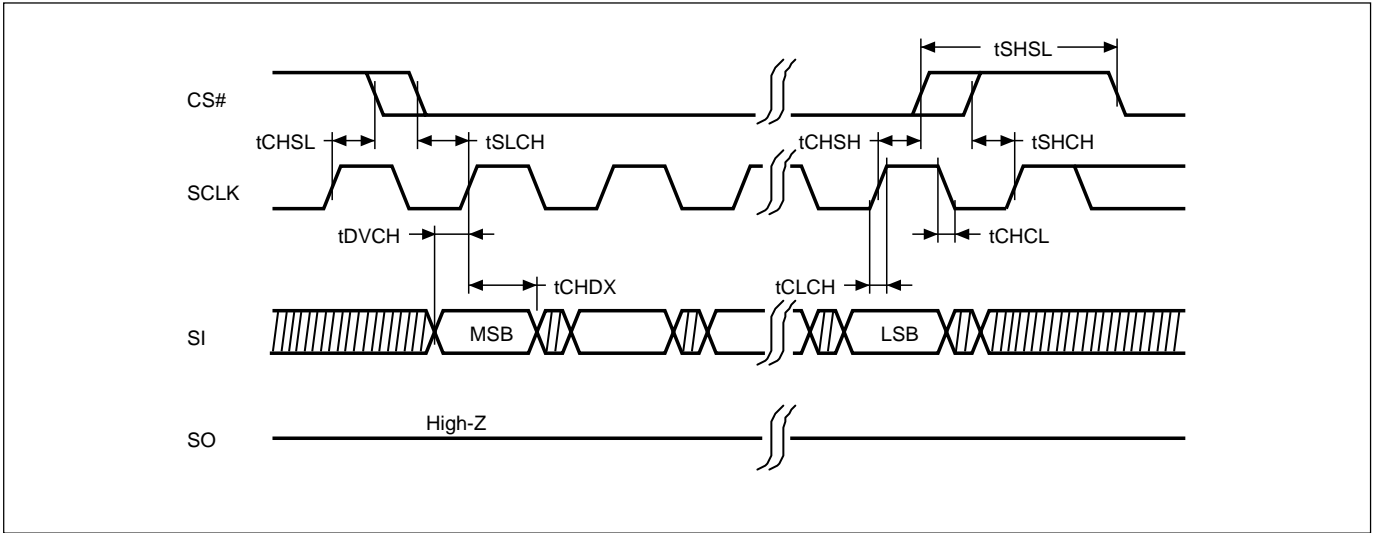 tSHSL
CS#
tCHSL
tSLCH
tCHSH
tSHCH
SCLK
tDVCH
tCHCL
tCHDX
tCLCH
SI
MSB
LSB
High-Z
SO